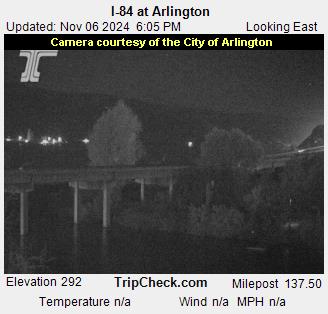 I-84 at Arlington
Updated: Nov 06 2024 6:05 PM Looking East
Camera courtesy of the City of Arlington
Elevation 292 TripCheck.com Milepost 137.50
Temperature n/a Wind n/a MPH n/a